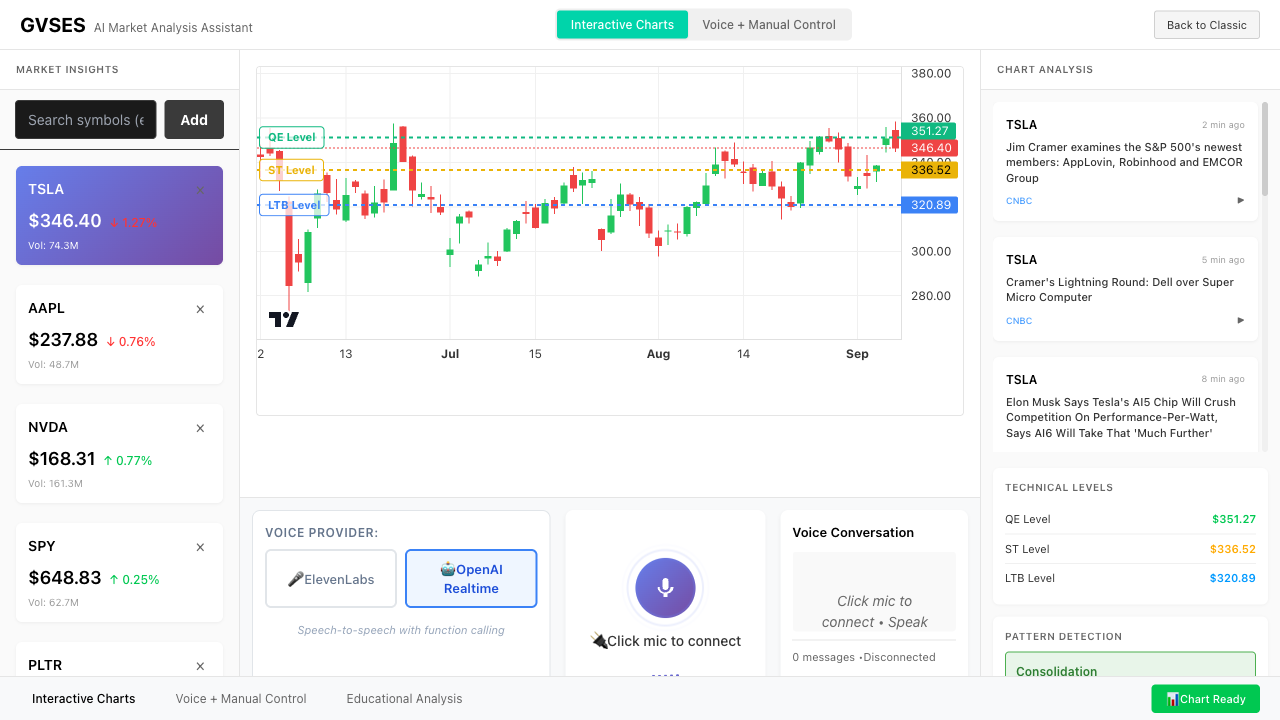 GVSES AI Market Analysis Assistant
Interactive Charts
Voice + Manual Control
Back to Classic
MARKET INSIGHTS
Search symbols (e
Add
TSLA
$346.40 ↓ 1.27%
Vol: 74.3M
AAPL ×
$237.88 ↓ 0.76%
Vol: 48.7M
NVDA ×
$168.31 ↑ 0.77%
Vol: 161.3M
SPY ×
$648.83 ↑ 0.25%
Vol: 62.7M
PLTR ×
QE Level
ST Level
LTB Level
380.00
360.00
351.27
346.40
340.00
336.52
320.89
300.00
280.00
2 13 Jul 15 Aug 14 Sep
VOICE PROVIDER:
🎤ElevenLabs
🤖OpenAI
Realtime
Speech-to-speech with function calling
🔌Click mic to connect
Voice Conversation
Click mic to
connect • Speak
0 messages •Disconnected
CHART ANALYSIS
TSLA 2 min ago
Jim Cramer examines the S&P 500's newest
members: AppLovin, Robinhood and EMCOR
Group
CNBC ▶
TSLA 5 min ago
Cramer's Lightning Round: Dell over Super
Micro Computer
CNBC ▶
TSLA 8 min ago
Elon Musk Says Tesla's AI5 Chip Will Crush
Competition On Performance-Per-Watt,
Says AI6 Will Take That 'Much Further'
TECHNICAL LEVELS
QE Level $351.27
ST Level $336.52
LTB Level $320.89
PATTERN DETECTION
Consolidation
Interactive Charts
Voice + Manual Control
Educational Analysis
📊Chart Ready